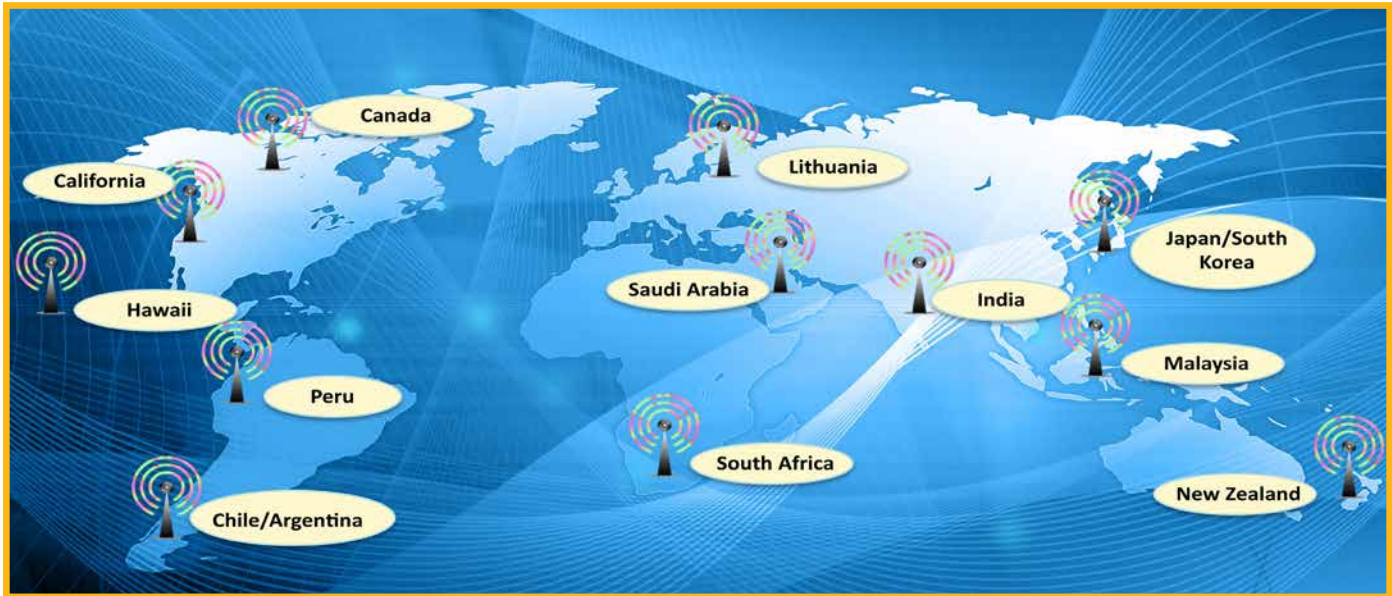 Canada
California
Lithuania
Japan/South
Korea
Saudi Arabia
India
Hawaii
Malaysia
Peru
South Africa
New Zealand
Chile/Argentina